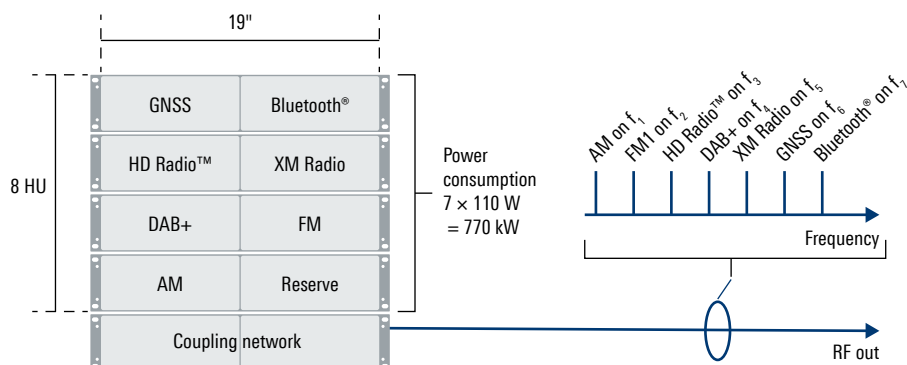 19"
GNSS
Bluetooth®
HD Radio™
XM Radio
8 HU
DAB+
FM
AM
Reserve
Coupling network
Power
consumption
7 × 110 W
= 770 kW
AM on f₁
FM1 on f₂
HD Radio™ on f₃
DAB+ on f₄
XM Radio on f₅
GNSS on f₆
Bluetooth® on f₇
Frequency
RF out